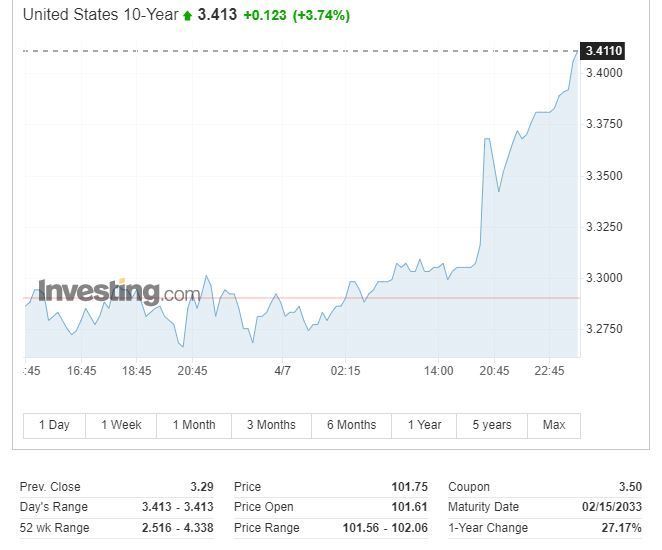 United States 10-Year 3.413 +0.123 (+3.74%)
3.4110
3.4000
3.3750
3.3500
3.3250
3.3000
3.2750
Investing.com
:45 16:45 18:45 20:45 4/7 02:15 14:00 20:45 22:45
1 Day 1 Week 1 Month 3 Months 6 Months 1 Year 5 years Max
Prev. Close 3.29 Price 101.75 Coupon 3.50
Day's Range 3.413 - 3.413 Price Open 101.61 Maturity Date 02/15/2033
52 wk Range 2.516 - 4.338 Price Range 101.56 - 102.06 1-Year Change 27.17%